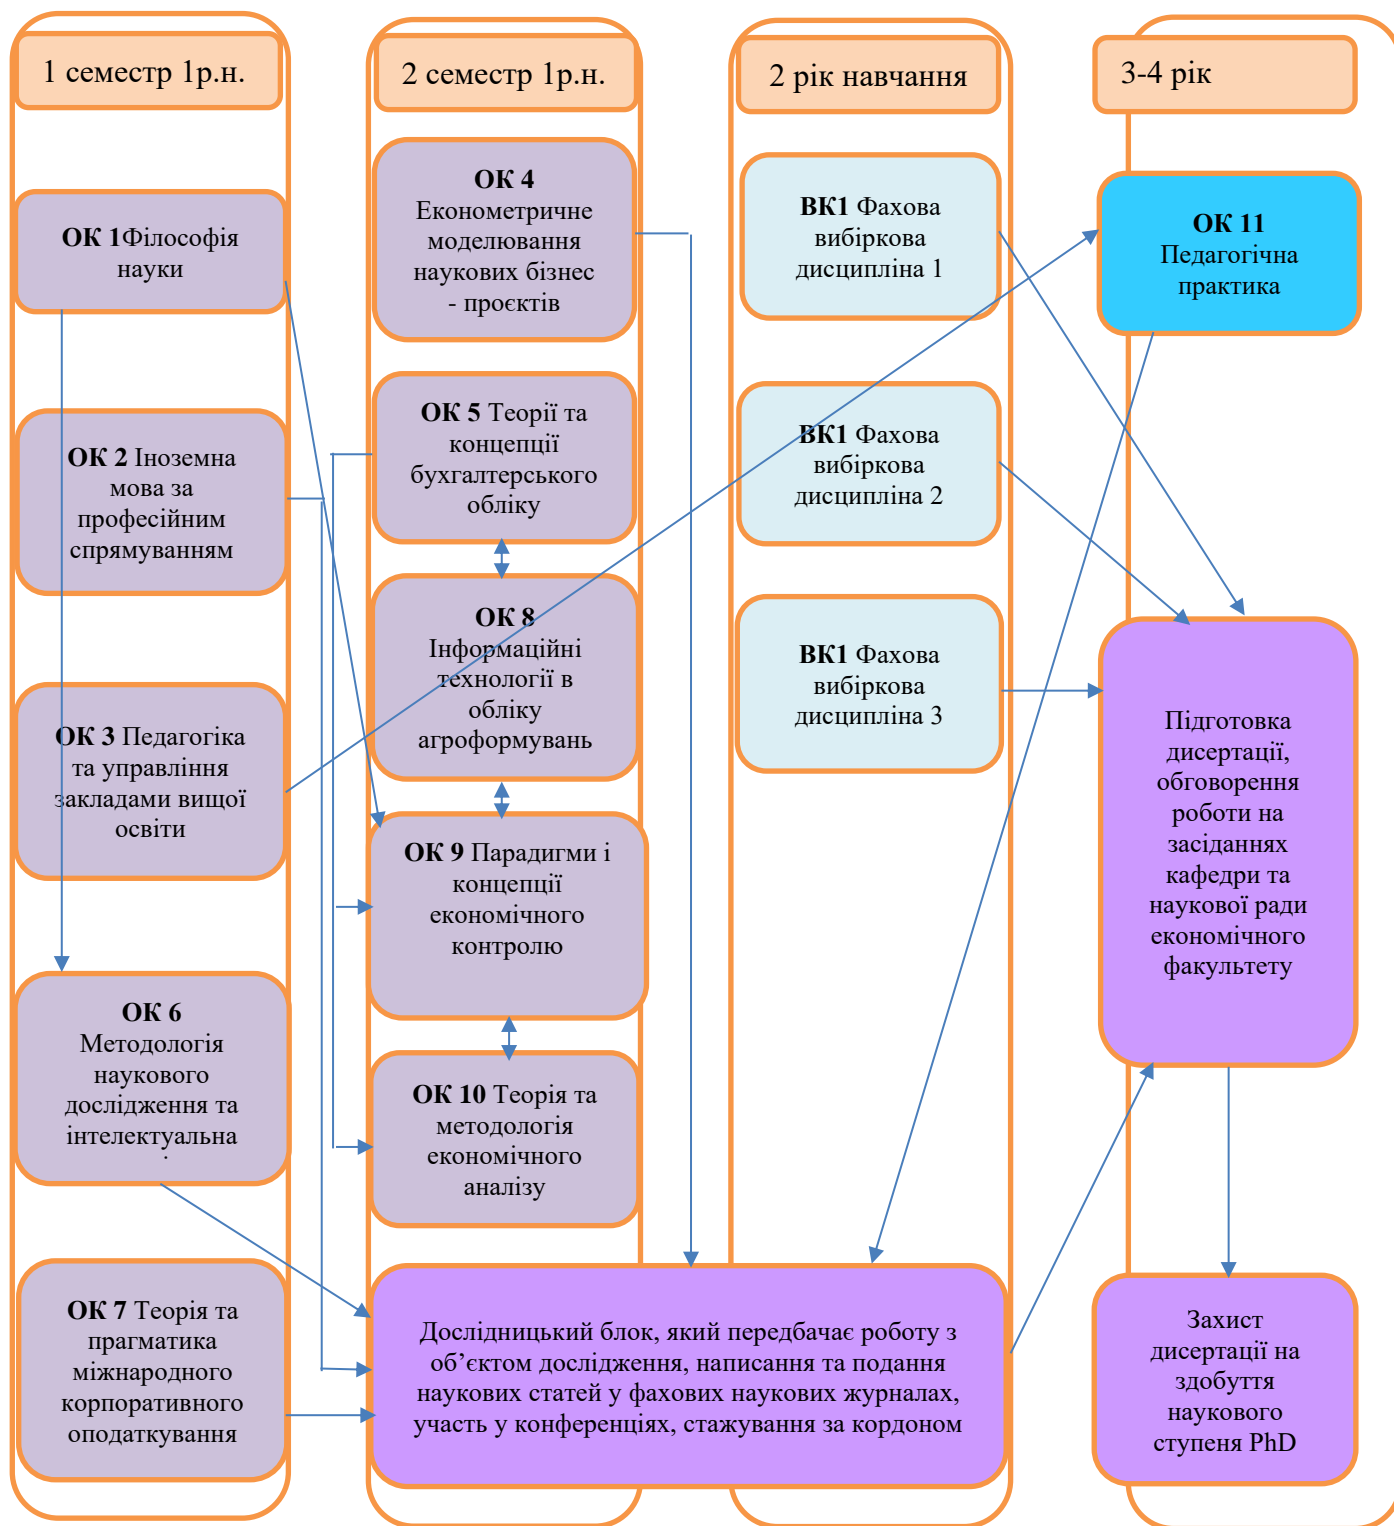 1 семестр 1р.н.
ОК 1Філософія
науки
ОК 2 Іноземна
мова за
професійним
спрямуванням
ОК 3 Педагогіка
та управління
закладами вищої
освіти
ОК 6
Методологія
наукового
дослідження та
інтелектуальна
ОК 7 Теорія та
прагматика
міжнародного
корпоративного
оподаткування
2 семестр 1р.н.
ОК 4
Економетричне
моделювання
наукових бізнес
- проєктів
ОК 5 Теорії та
концепції
бухгалтерського
обліку
ОК 8
Інформаційні
технології в
обліку
агроформувань
ОК 9 Парадигми і
концепції
економічного
контролю
ОК 10 Теорія та
методологія
економічного
аналізу
Дослідницький блок, який передбачає роботу з
об’єктом дослідження, написання та подання
наукових статей у фахових наукових журналах,
участь у конференціях, стажування за кордоном
2 рік навчання
ВК1 Фахова
вибіркова
дисципліна 1
ВК1 Фахова
вибіркова
дисципліна 2
ВК1 Фахова
вибіркова
дисципліна 3
3-4 рік
ОК 11
Педагогічна
практика
Підготовка
дисертації,
обговорення
роботи на
засіданнях
кафедри та
наукової ради
економічного
факультету
Захист
дисертації на
здобуття
наукового
ступеня PhD